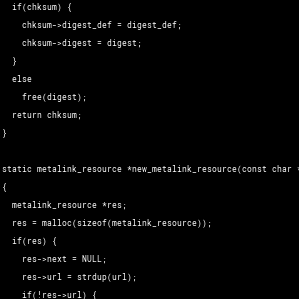 if(chksum) {
chksum->digest_def = digest_def;
chksum->digest = digest;
}
else
free(digest);
return chksum;
}
static metalink_resource *new_metalink_resource(const char *
{
metalink_resource *res;
res = malloc(sizeof(metalink_resource));
if(res) {
res->next = NULL;
res->url = strdup(url);
if(!res->url) {